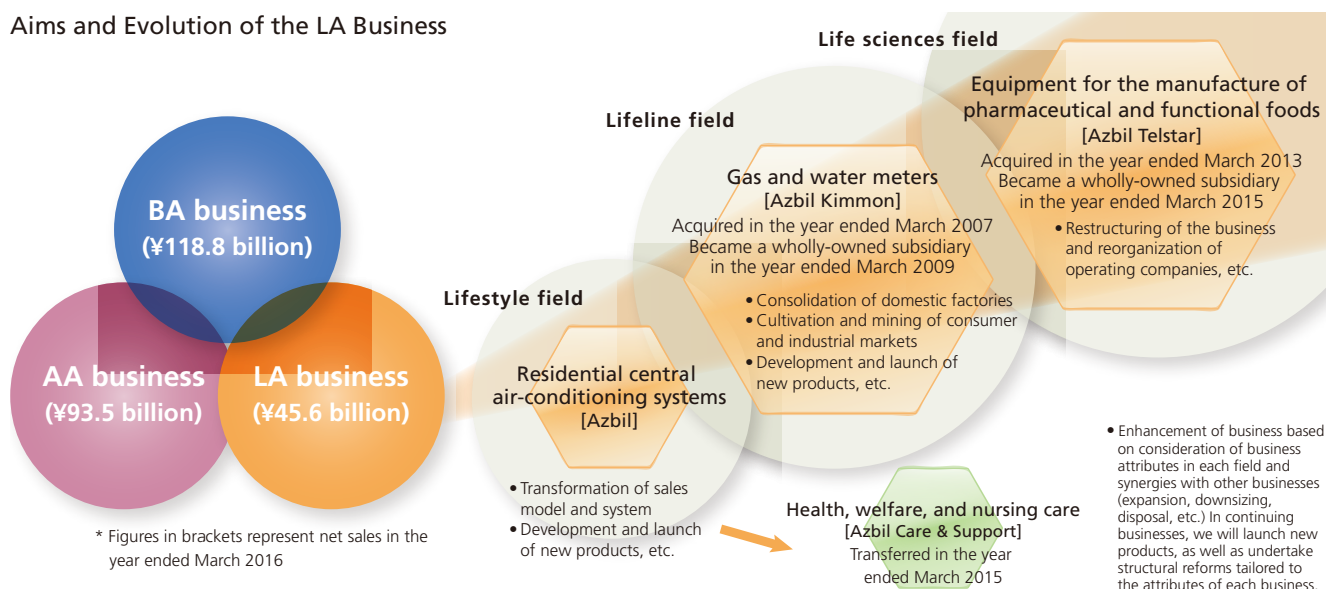 Aims and Evolution of the LA Business
BA business
(¥118.8 billion)
AA business
(¥93.5 billion)
LA business
(¥45.6 billion)
* Figures in brackets represent net sales in the
year ended March 2016
Lifestyle field
Residential central
air-conditioning systems
[Azbil]
• Transformation of sales
model and system
• Development and launch
of new products, etc.
Lifeline field
Gas and water meters
[Azbil Kimmon]
Acquired in the year ended March 2007
Became a wholly-owned subsidiary
in the year ended March 2009
• Consolidation of domestic factories
• Cultivation and mining of consumer
and industrial markets
• Development and launch of
new products, etc.
Life sciences field
Equipment for the manufacture of
pharmaceutical and functional foods
[Azbil Telstar]
Acquired in the year ended March 2013
Became a wholly-owned subsidiary
in the year ended March 2015
• Restructuring of the business
and reorganization of
operating companies, etc.
Health, welfare, and nursing care
[Azbil Care & Support]
Transferred in the year
ended March 2015
• Enhancement of business based
on consideration of business
attributes in each field and
synergies with other businesses
(expansion, downsizing,
disposal, etc.) In continuing
businesses, we will launch new
products, as well as undertake
structural reforms tailored to
the attributes of each business.